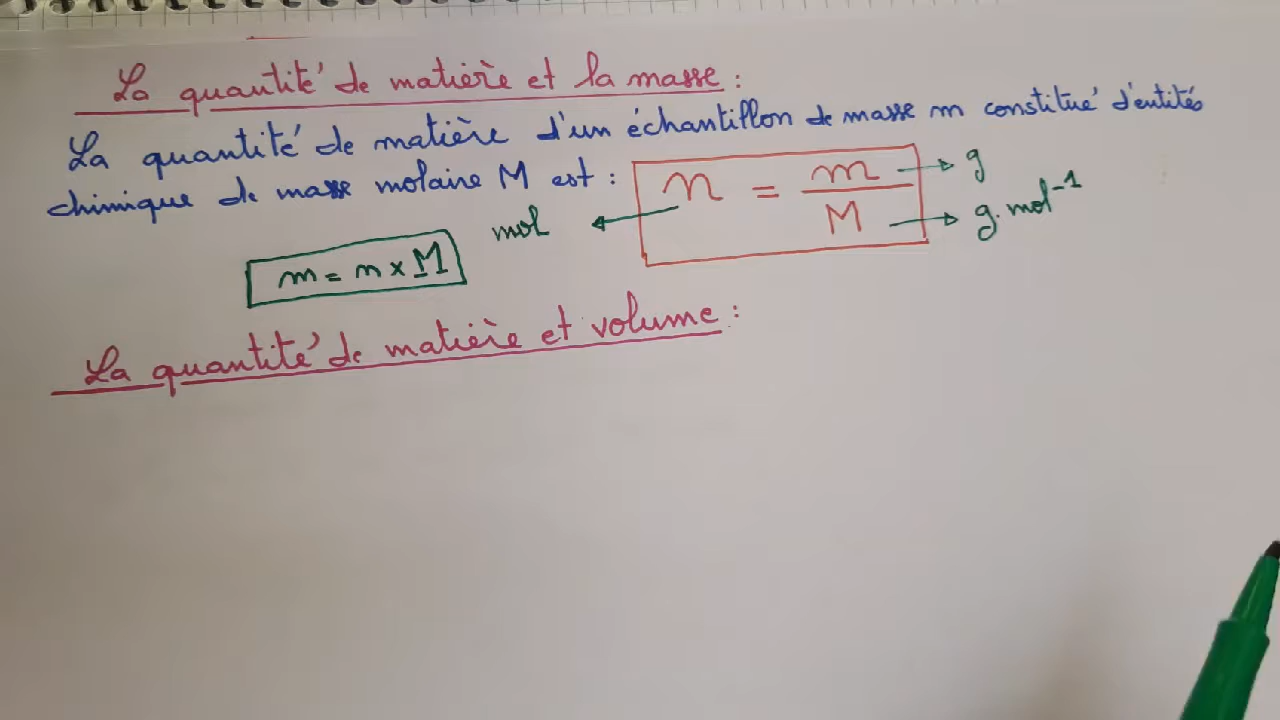 La quantité de matière et la masse :
La quantité de matière d'un échantillon de masse m constitué d'entités
chimique de masse molaire M est : n = m/M → g
mol ← → g.mol⁻¹
m = n x M
La quantité de matière et volume :